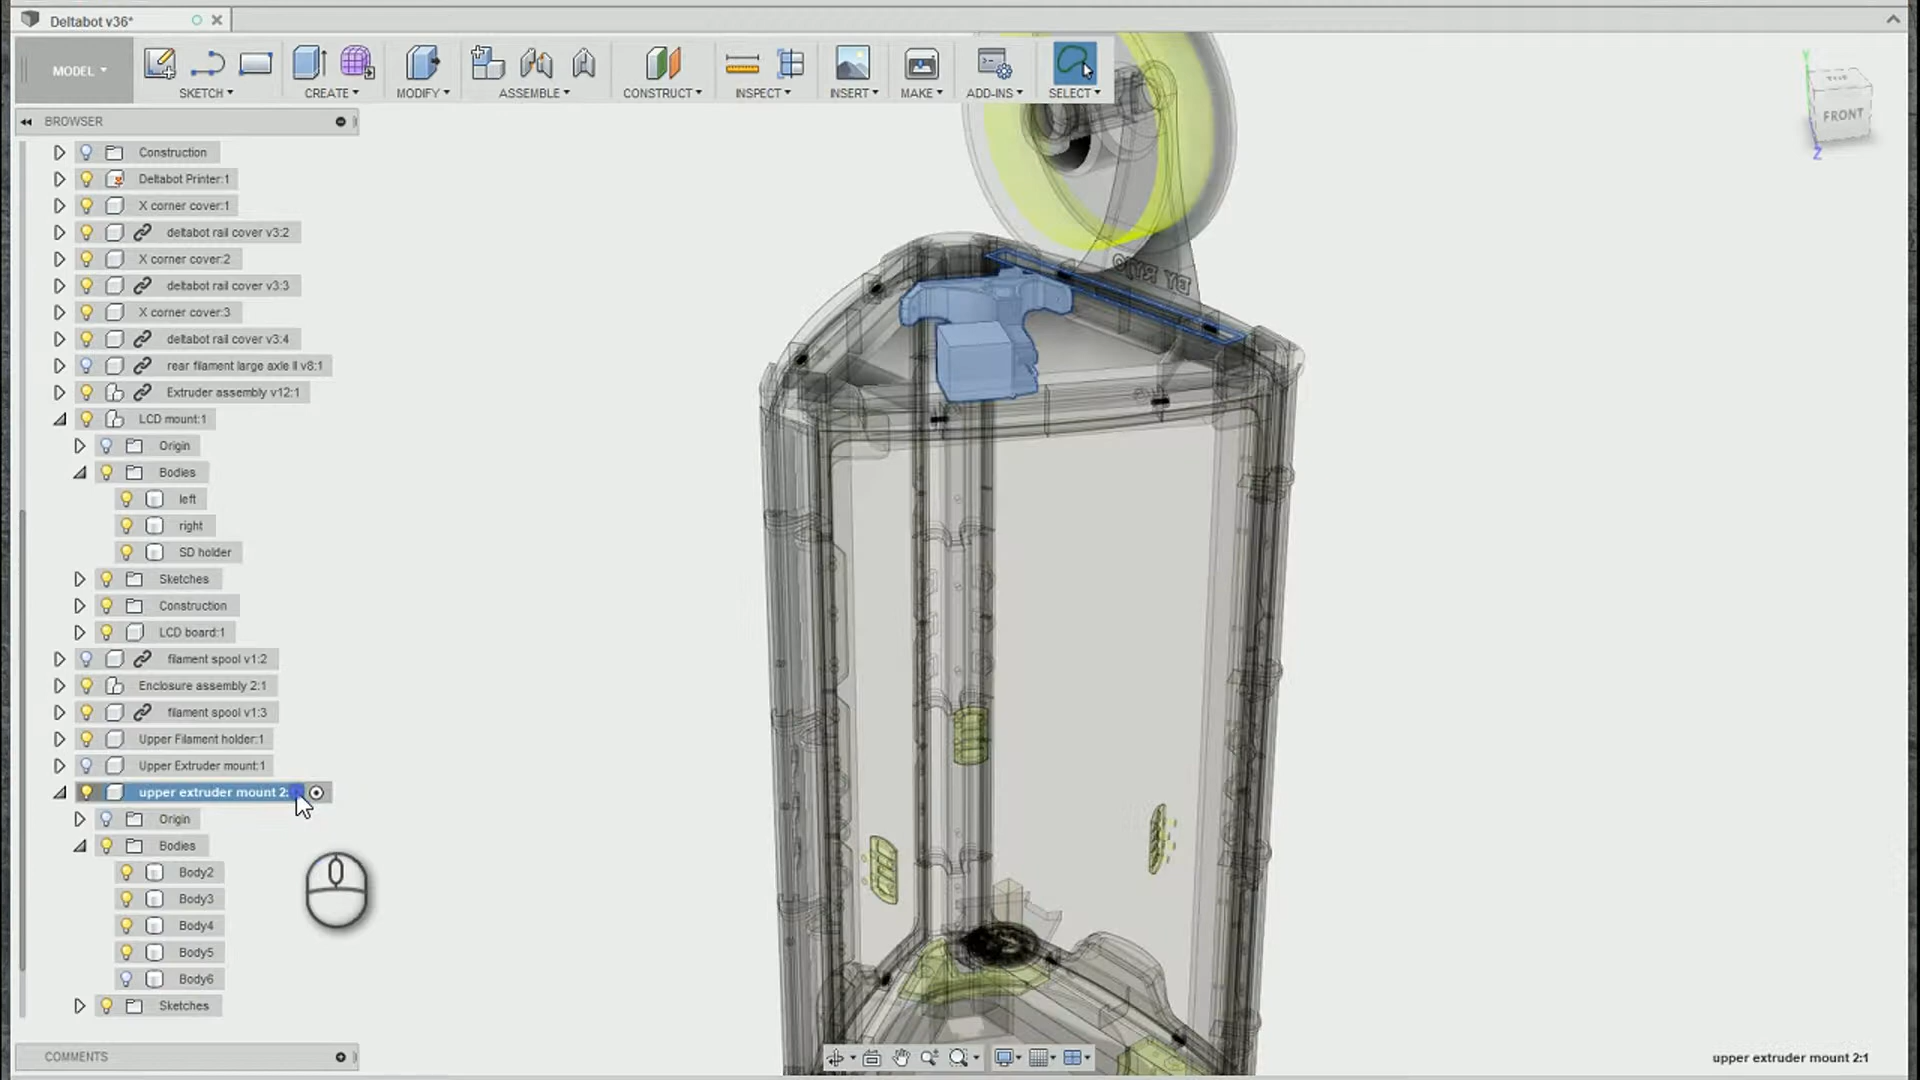 Deltabot v36*
MODEL
SKETCH
CREATE
MODIFY
ASSEMBLE
CONSTRUCT
INSPECT
INSERT
MAKE
ADD-INS
SELECT
BROWSER
Construction
Deltabot Printer:1
X corner cover:1
deltabot rail cover v3:2
X corner cover:2
deltabot rail cover v3:3
X corner cover:3
deltabot rail cover v3:4
rear filament large axle II v8:1
Extruder assembly v12:1
LCD mount:1
Origin
Bodies
left
right
SD holder
Sketches
Construction
LCD board:1
filament spool v1:2
Enclosure assembly 2:1
filament spool v1:3
Upper Filament holder:1
Upper Extruder mount:1
upper extruder mount 2:
Origin
Bodies
Body2
Body3
Body4
Body5
Body6
Sketches
COMMENTS
Y
FRONT
Z
BY RYJO
upper extruder mount 2:1